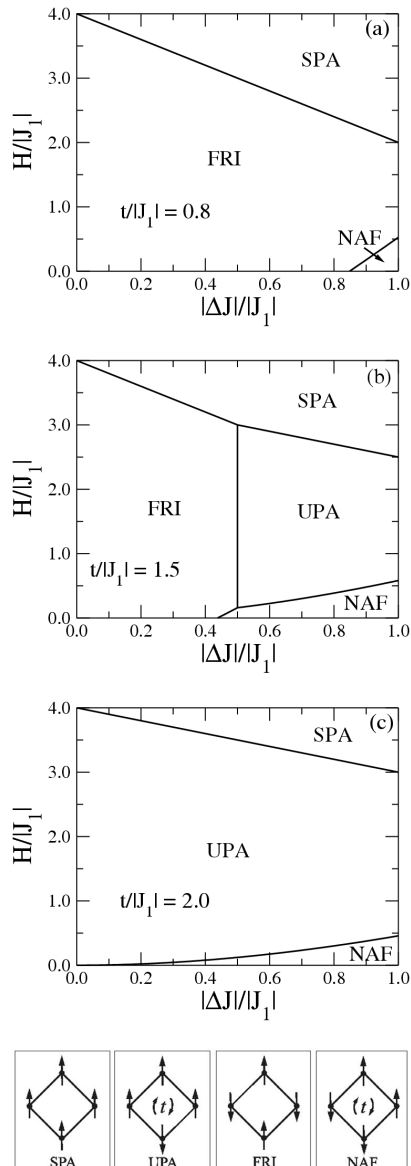 (a)
4.0
SPA
3.0
H/|J₁|
2.0
FRI
1.0
t/|J₁| = 0.8
NAF
0.0
0.0 0.2 0.4 0.6 0.8 1.0
|ΔJ|/|J₁|
(b)
4.0
SPA
3.0
H/|J₁|
2.0
FRI UPA
1.0
t/|J₁| = 1.5
NAF
0.0
0.0 0.2 0.4 0.6 0.8 1.0
|ΔJ|/|J₁|
(c)
4.0
SPA
3.0
H/|J₁|
2.0
UPA
1.0
t/|J₁| = 2.0
NAF
0.0
0.0 0.2 0.4 0.6 0.8 1.0
|ΔJ|/|J₁|
(t) (t)
SPA UPA FRI NAF